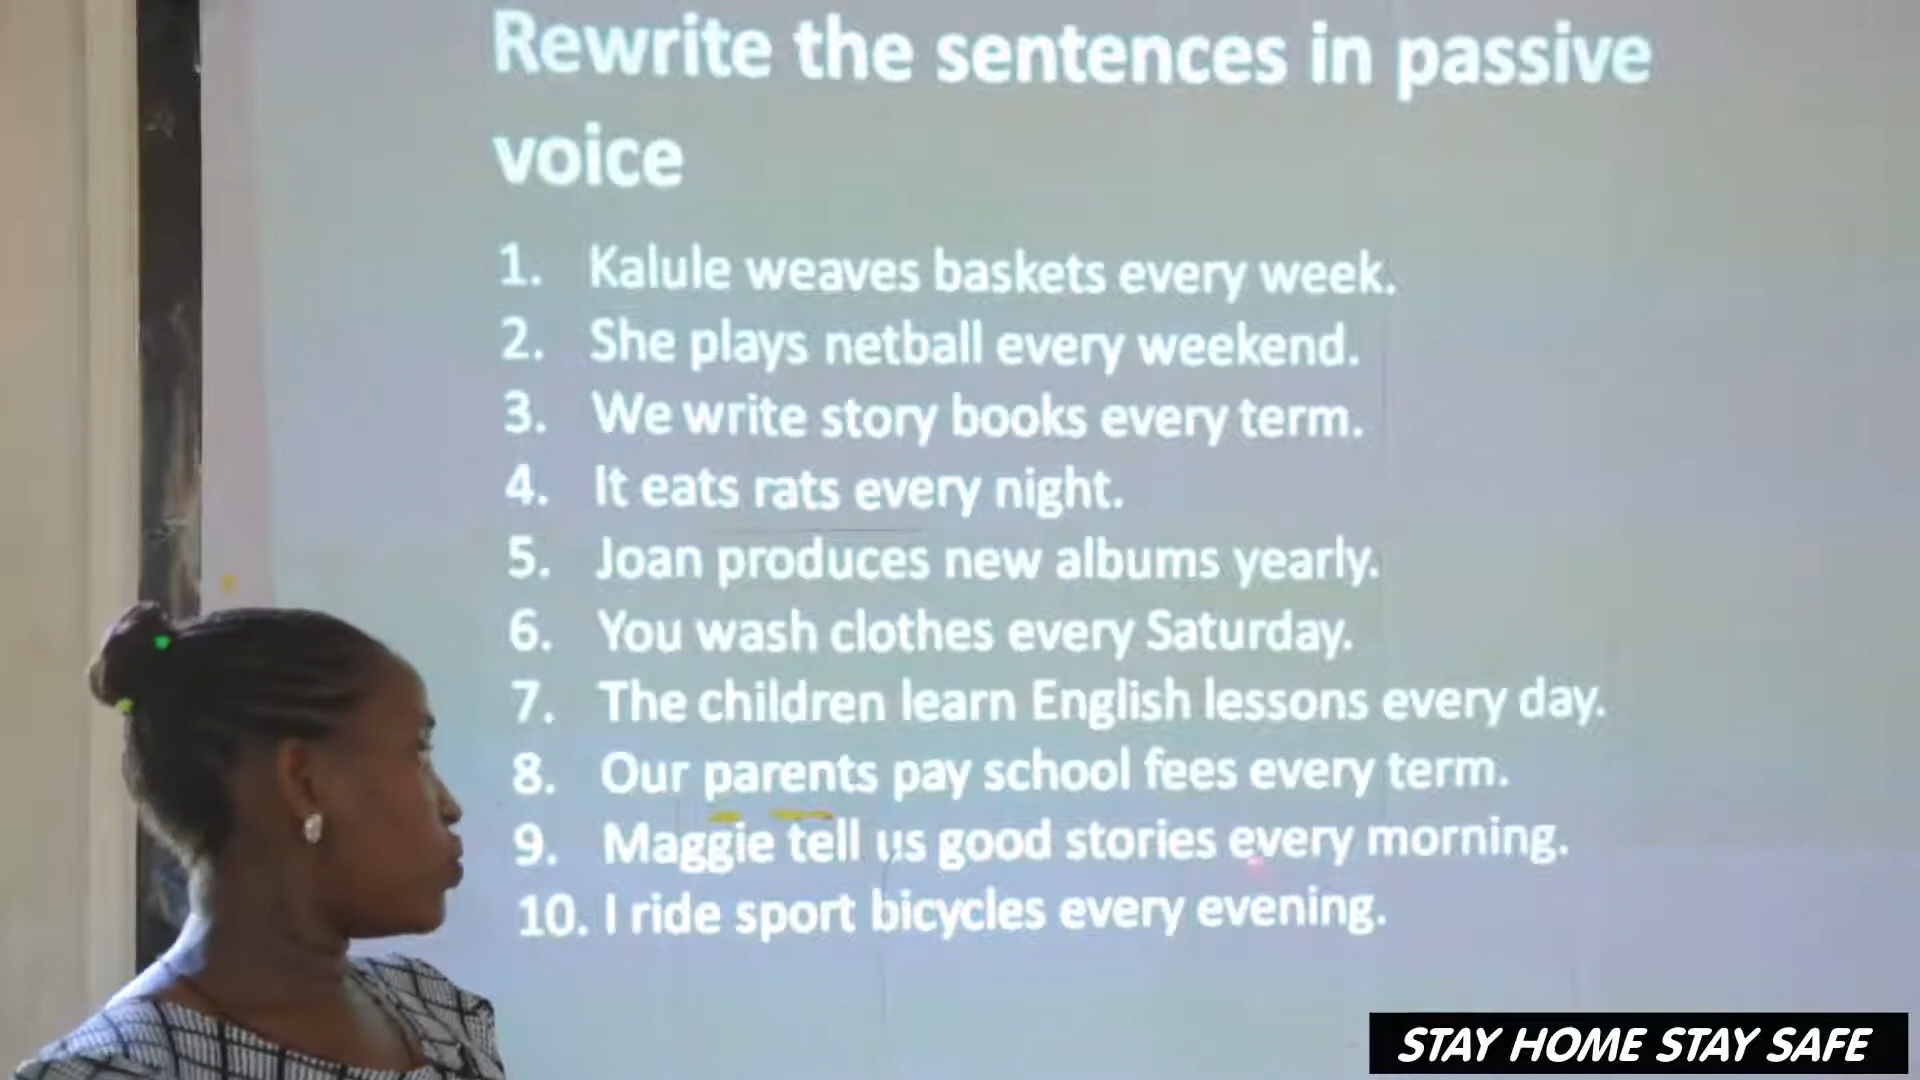 Rewrite the sentences in passive
voice
1. Kalule weaves baskets every week.
2. She plays netball every weekend.
3. We write story books every term.
4. It eats rats every night.
5. Joan produces new albums yearly.
6. You wash clothes every Saturday.
7. The children learn English lessons every day.
8. Our parents pay school fees every term.
9. Maggie tell us good stories every morning.
10. I ride sport bicycles every evening.
STAY HOME STAY SAFE